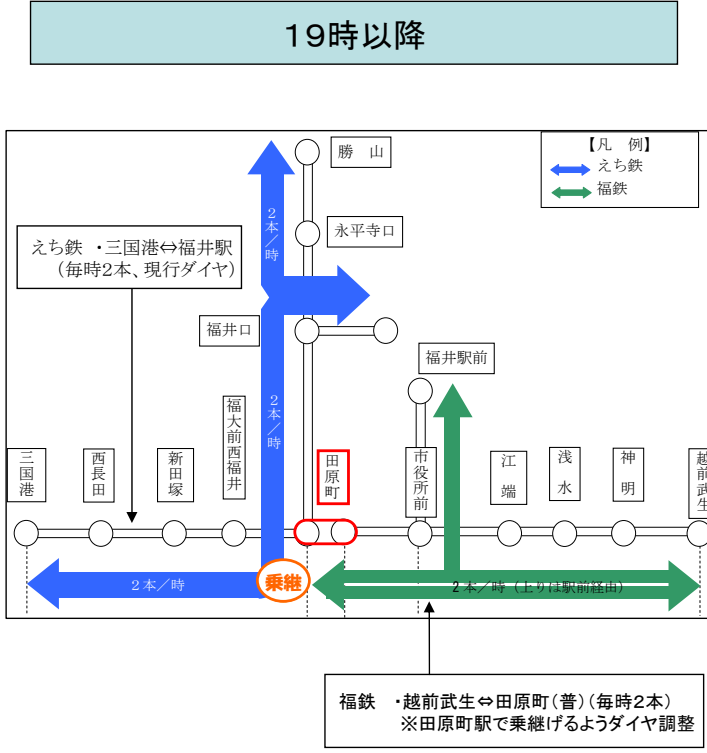 19時以降
勝　山
【凡　例】
えち鉄
福鉄
2本／時
永平寺口
えち鉄 ・三国港⇔福井駅
（毎時2本、現行ダイヤ）
福井口
福井駅前
2本／時
福大前西福井
三国港
西長田
新田塚
田原町
市役所前
江　端
浅　水
神　明
越前武生
2本／時
乗継
2本／時（上りは駅前経由）
福鉄　・越前武生⇔田原町（普）（毎時2本）
※田原町駅で乗継げるようダイヤ調整